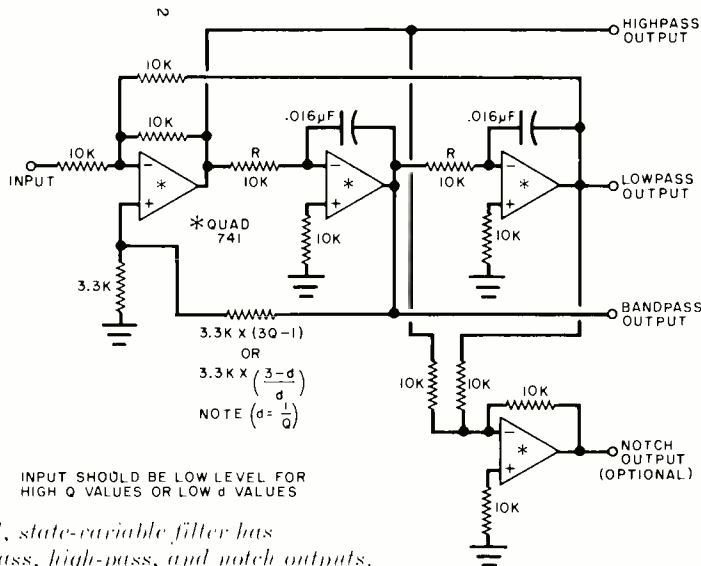 2
HIGHPASS
OUTPUT
10K
10K
10K
INPUT
*
*QUAD
741
3.3K
.016µF
R
10K
*
10K
.016µF
R
10K
*
10K
LOWPASS
OUTPUT
BANDPASS
OUTPUT
3.3K x (3Q-1)
OR
3.3K x (3-d/d)
NOTE (d=1/Q)
10K
10K
10K
*
10K
NOTCH
OUTPUT
(OPTIONAL)
INPUT SHOULD BE LOW LEVEL FOR
HIGH Q VALUES OR LOW d VALUES
, state-variable filter has
ass, high-pass, and notch outputs.